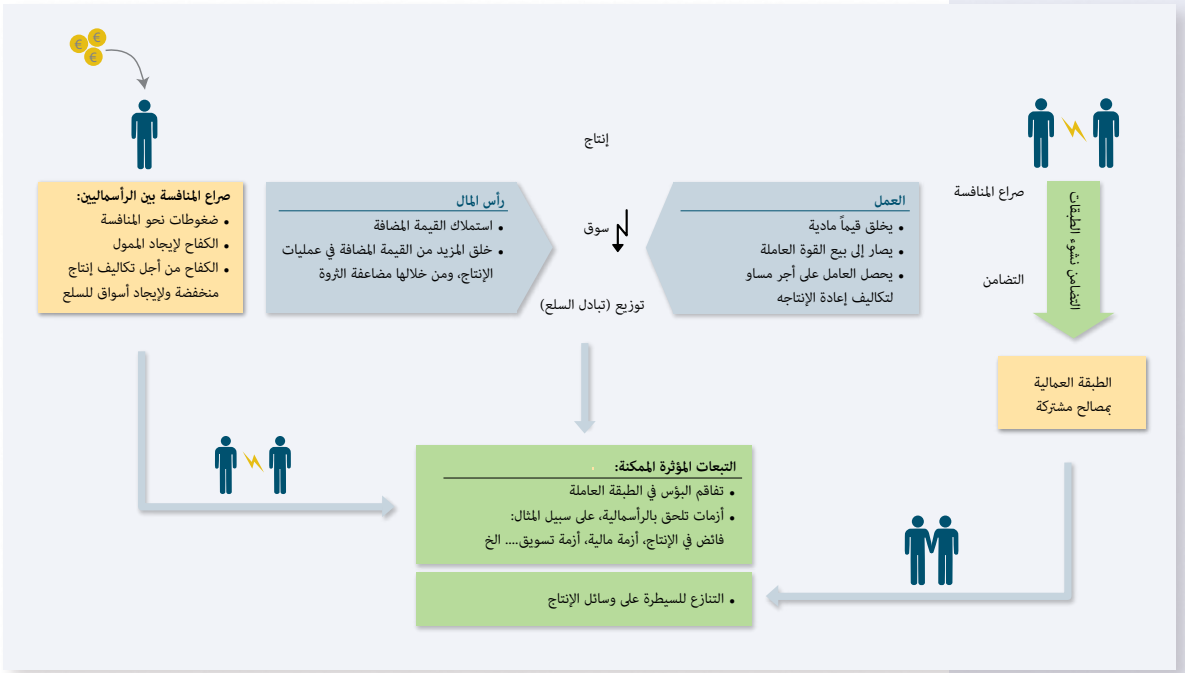 إنتاج
صراع المنافسة
التضامن
التضامن نشوء الطبقات
الطبقة العمالية
بمصالح مشتركة
العمل
• يخلق قيماً مادية
• يصار إلى بيع القوة العاملة
• يحصل العامل على أجر مساو
لتكاليف إعادة الإنتاجه
سوق
توزيع (تبادل السلع)
رأس المال
• استملاك القيمة المضافة
• خلق المزيد من القيمة المضافة في عمليات
الإنتاج، ومن خلالها مضاعفة الثروة
صراع المنافسة بين الرأسماليين:
• ضغوطات نحو المنافسة
• الكفاح لإيجاد الممول
• الكفاح من أجل تكاليف إنتاج
منخفضة ولإيجاد أسواق للسلع
التبعات المؤثرة الممكنة:
• تفاقم البؤس في الطبقة العاملة
• أزمات تلحق بالرأسمالية، على سبيل المثال:
فائض في الإنتاج، أزمة مالية، أزمة تسويق.... الخ
• التنازع للسيطرة على وسائل الإنتاج
€
€
€